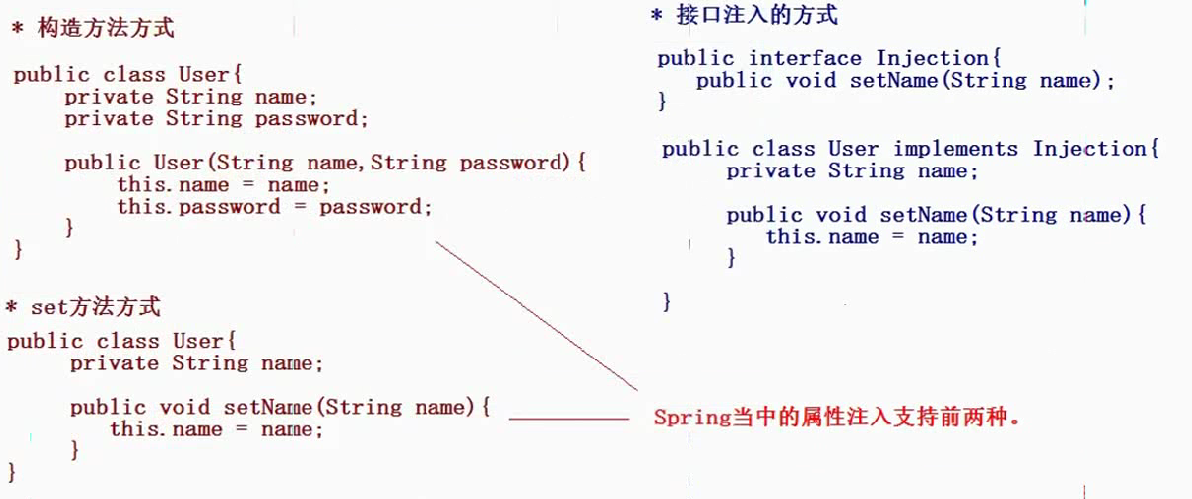 * 构造方法方式
public class User{
private String name;
private String password;
public User(String name,String password){
this.name = name;
this.password = password;
}
}
* set方法方式
public class User{
private String name;
public void setName(String name){
this.name = name;
}
}
* 接口注入的方式
public interface Injection{
public void setName(String name);
}
public class User implements Injection{
private String name;
public void setName(String name){
this.name = name;
}
}
Spring当中的属性注入支持前两种。